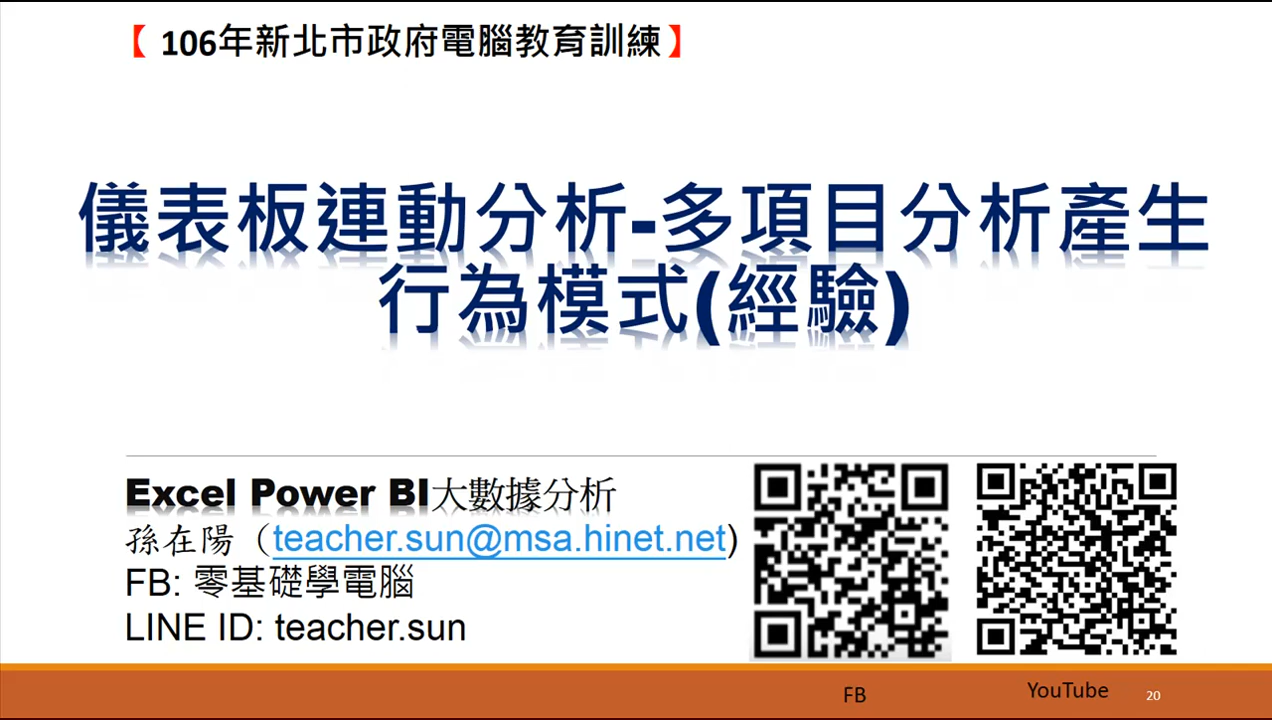 【 106年新北市政府電腦教育訓練】
儀表板連動分析-多項目分析產生
行為模式(經驗)
Excel Power BI大數據分析
孫在陽（teacher.sun@msa.hinet.net)
FB: 零基礎學電腦
LINE ID: teacher.sun
FB
YouTube
20